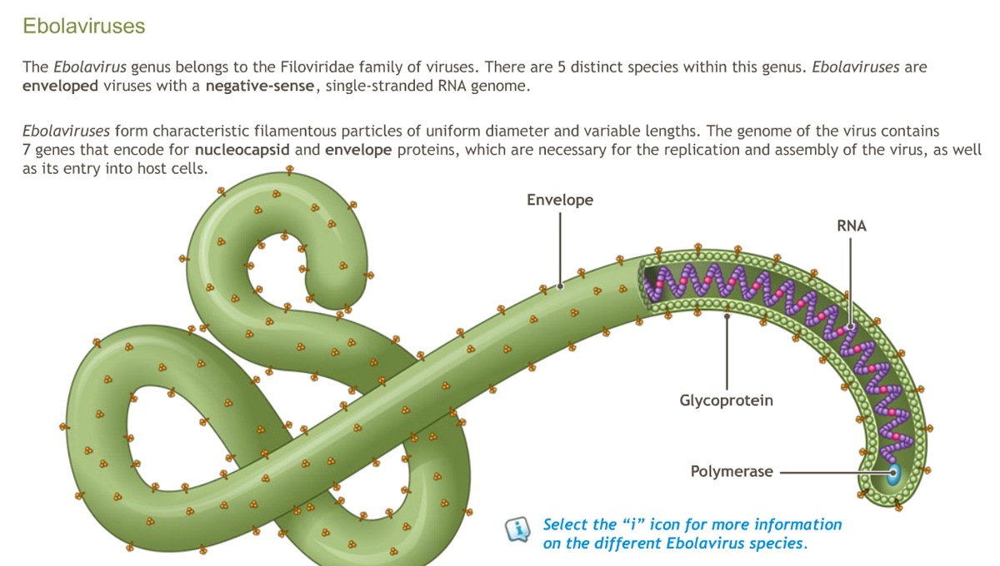 Ebolaviruses
The Ebolavirus genus belongs to the Filoviridae family of viruses. There are 5 distinct species within this genus. Ebolaviruses are
enveloped viruses with a negative-sense, single-stranded RNA genome.
Ebolaviruses form characteristic filamentous particles of uniform diameter and variable lengths. The genome of the virus contains
7 genes that encode for nucleocapsid and envelope proteins, which are necessary for the replication and assembly of the virus, as well
as its entry into host cells.
Envelope
RNA
Glycoprotein
Polymerase
i
Select the “i” icon for more information
on the different Ebolavirus species.